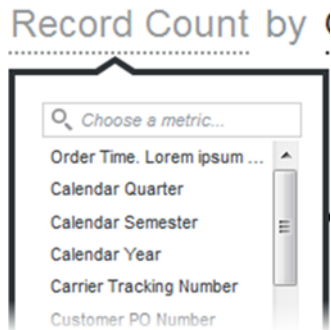 Record Count by
Choose a metric...
Order Time. Lorem ipsum ...
Calendar Quarter
Calendar Semester
Calendar Year
Carrier Tracking Number
Customer PO Number